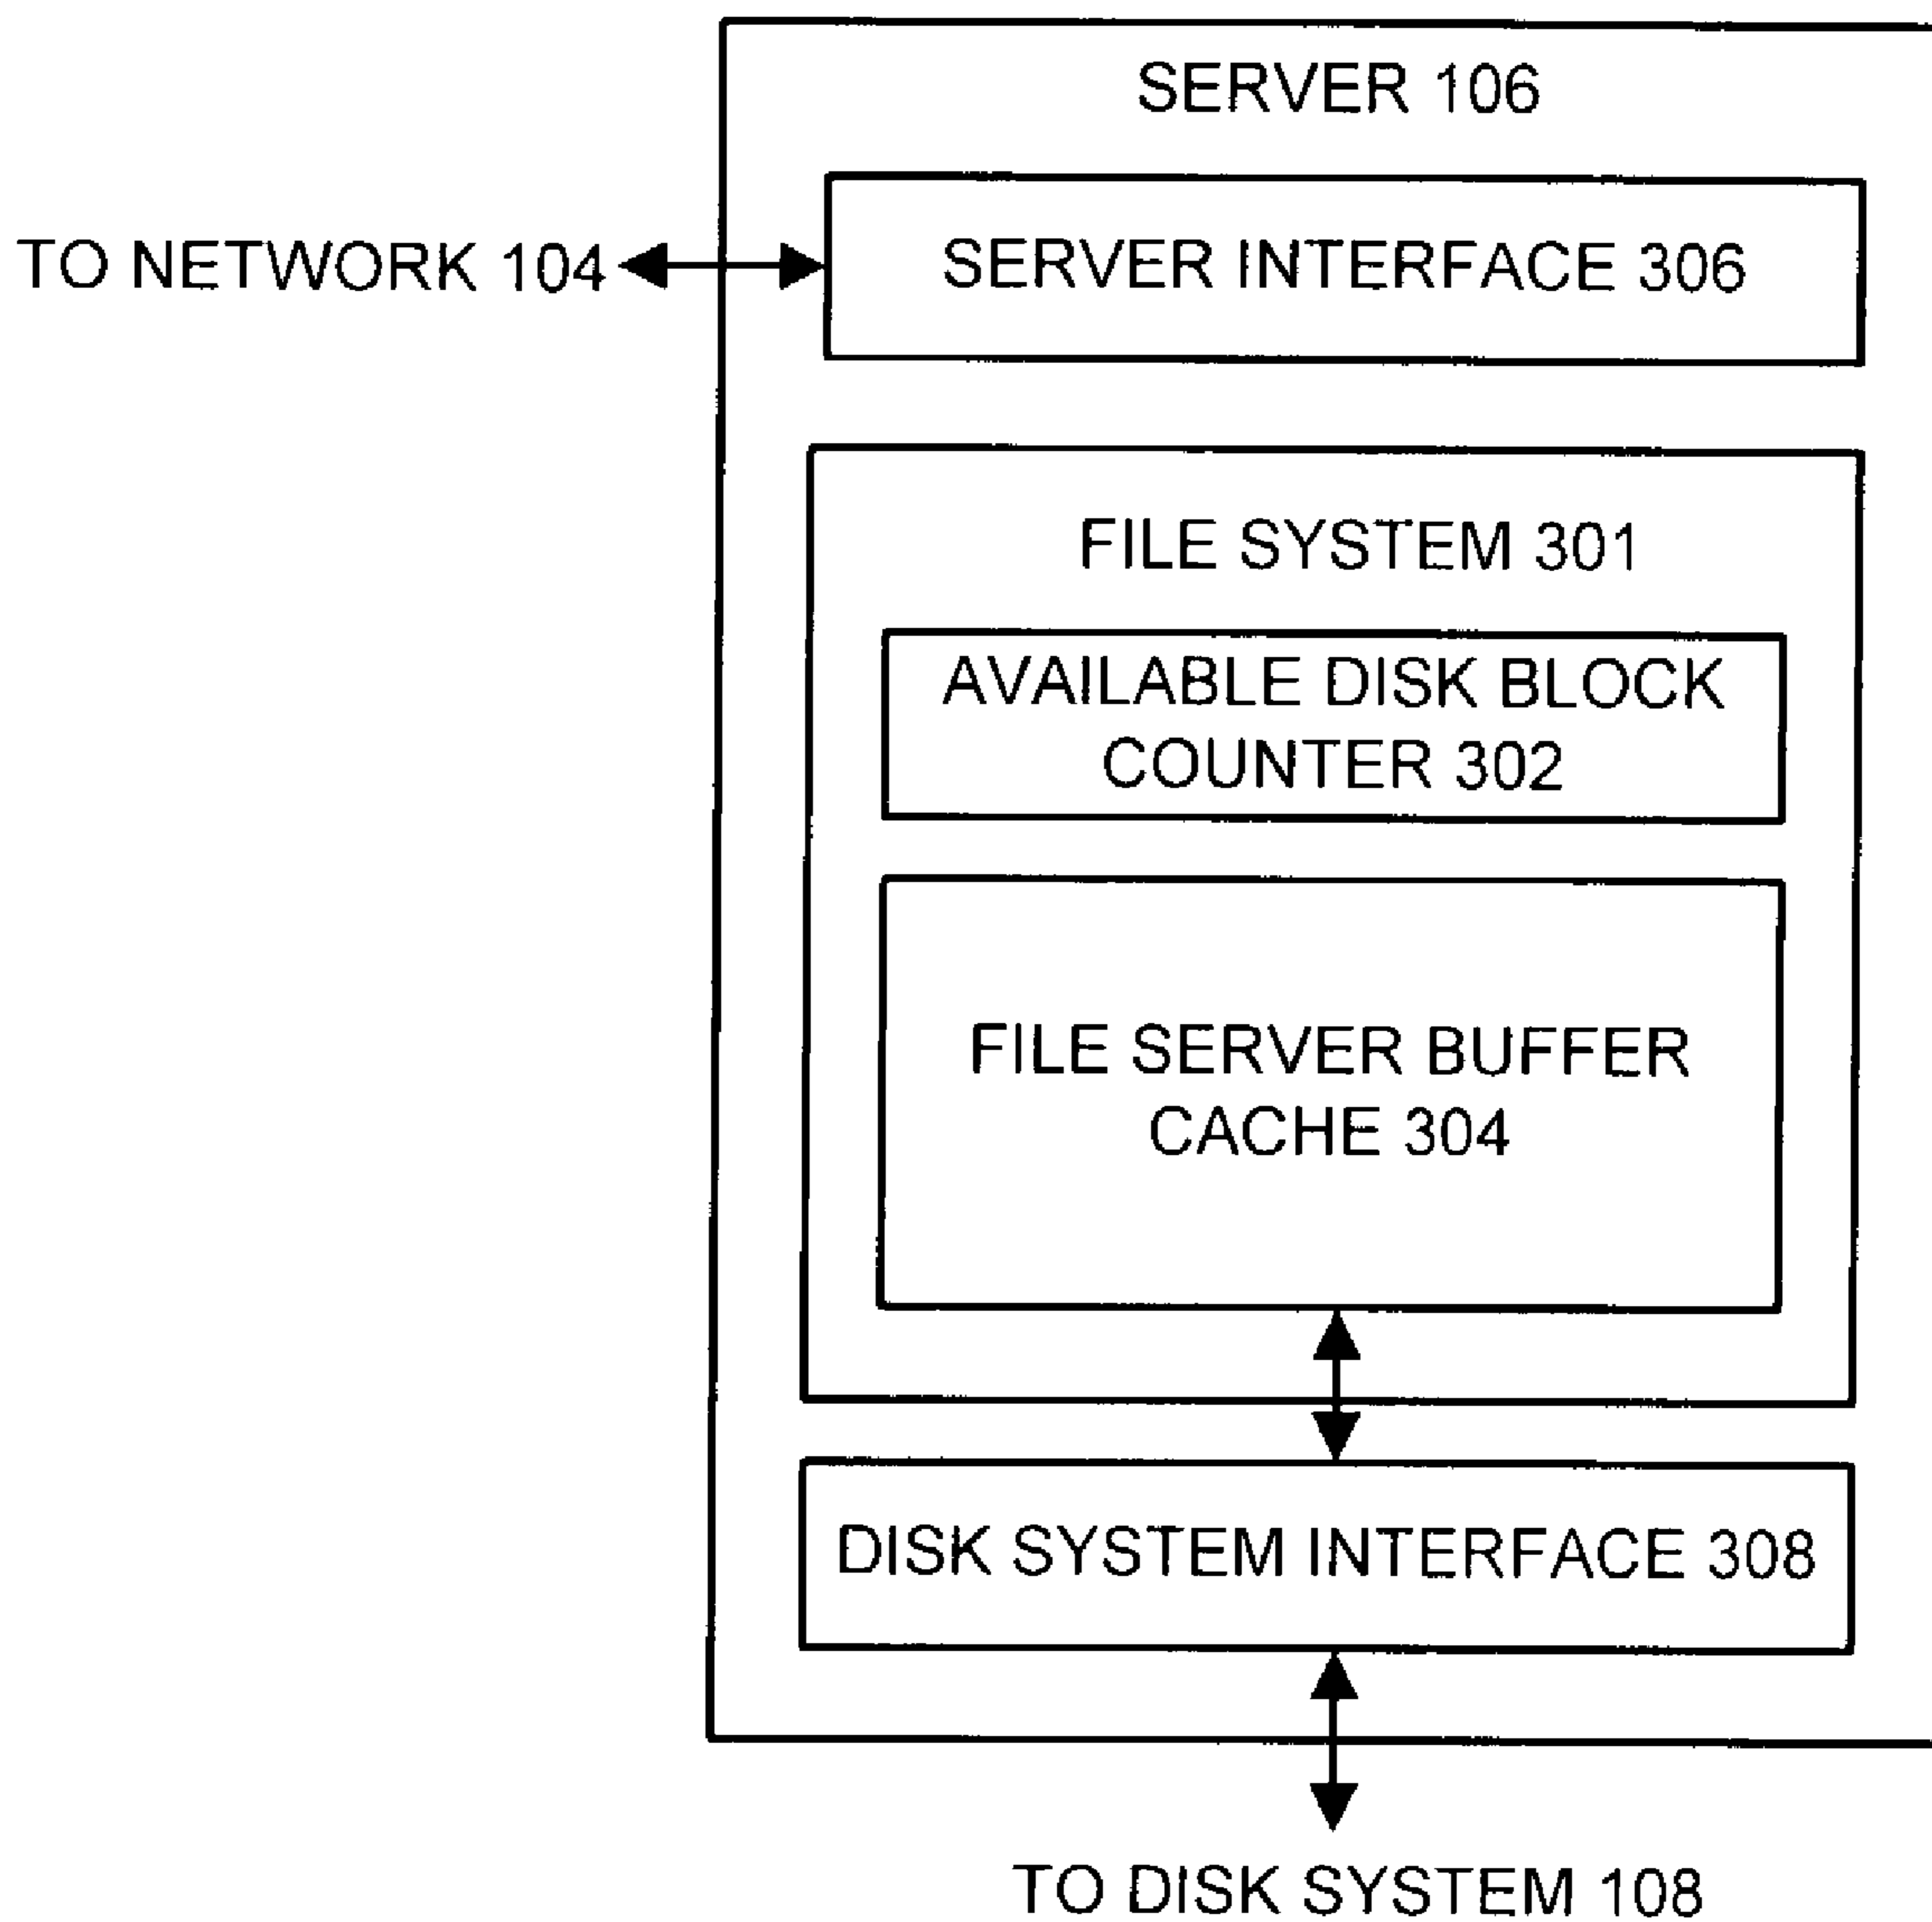 SERVER 106
TO NETWORK 104
SERVER INTERFACE 306
FILE SYSTEM 301
AVAILABLE DISK BLOCK
COUNTER 302
FILE SERVER BUFFER
CACHE 304
DISK SYSTEM INTERFACE 308
TO DISK SYSTEM 108